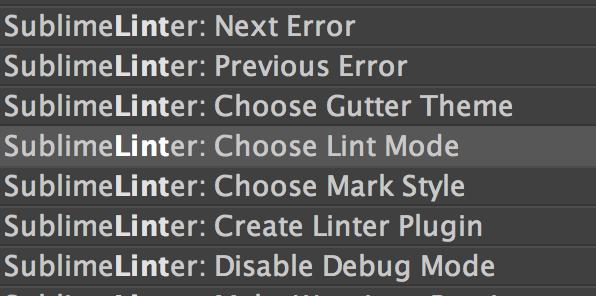 SublimeLinter: Next Error
SublimeLinter: Previous Error
SublimeLinter: Choose Gutter Theme
SublimeLinter: Choose Lint Mode
SublimeLinter: Choose Mark Style
SublimeLinter: Create Linter Plugin
SublimeLinter: Disable Debug Mode